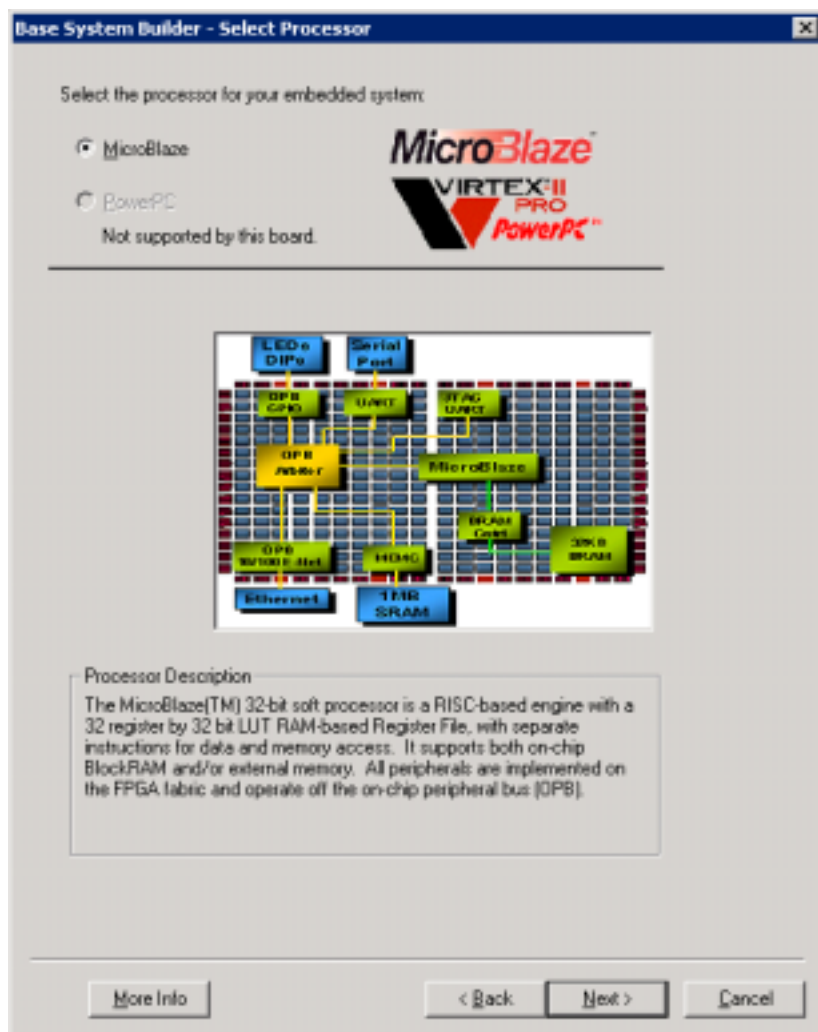 Base System Builder - Select Processor
Select the processor for your embedded system:
MicroBlaze
MicroBlaze
PowerPC
Not supported by this board.
VIRTEX-II
PRO
PowerPC™
LEDs
DIPs
Serial
Port
OPB
GPIO
UART
JTAG
UART
OPB
Arbiter
MicroBlaze
BRAM
32KB
BRAM
OPB
10/100 E-Net
Ethernet
1MB
SRAM
Processor Description
The MicroBlaze(TM) 32-bit soft processor is a RISC-based engine with a
32 register by 32 bit LUT RAM-based Register File, with separate
instructions for data and memory access. It supports both on-chip
BlockRAM and/or external memory. All peripherals are implemented on
the FPGA fabric and operate off the on-chip peripheral bus (OPB).
More Info
< Back
Next >
Cancel